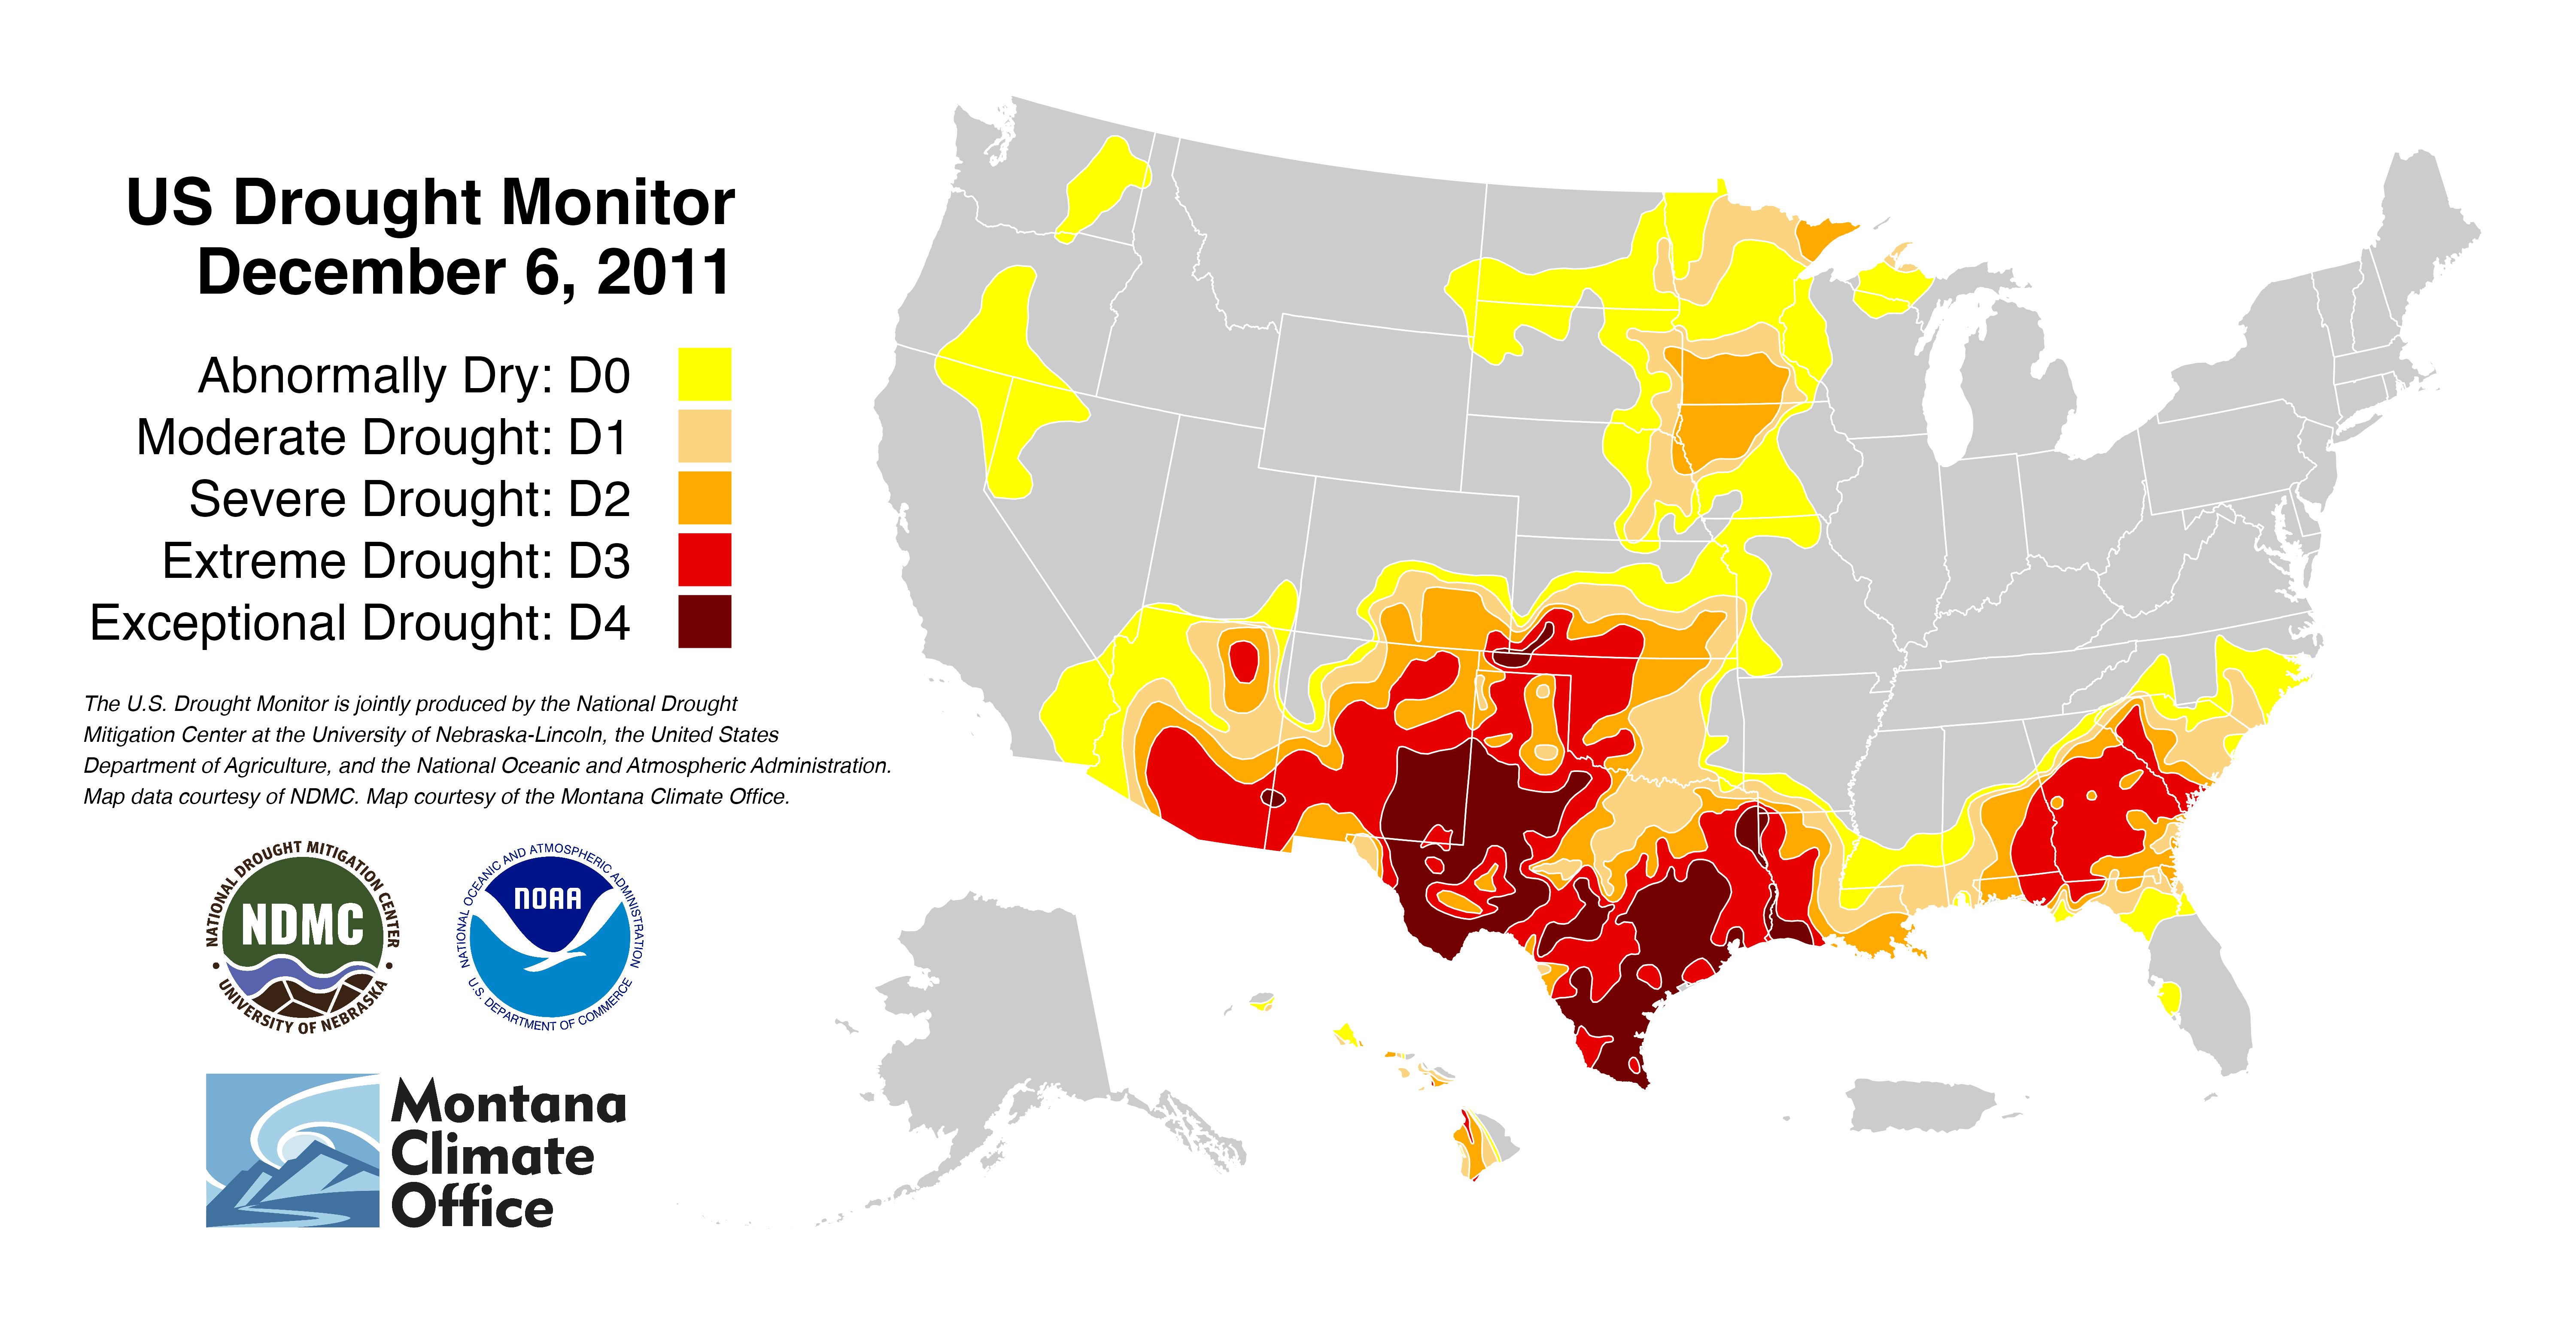 US Drought Monitor
December 6, 2011
Abnormally Dry: D0
Moderate Drought: D1
Severe Drought: D2
Extreme Drought: D3
Exceptional Drought: D4
The U.S. Drought Monitor is jointly produced by the National Drought
Mitigation Center at the University of Nebraska-Lincoln, the United States
Department of Agriculture, and the National Oceanic and Atmospheric Administration.
Map data courtesy of NDMC. Map courtesy of the Montana Climate Office.
NATIONAL DROUGHT MITIGATION CENTER
NDMC
UNIVERSITY OF NEBRASKA
NATIONAL OCEANIC AND ATMOSPHERIC ADMINISTRATION
NOAA
U.S. DEPARTMENT OF COMMERCE
Montana
Climate
Office